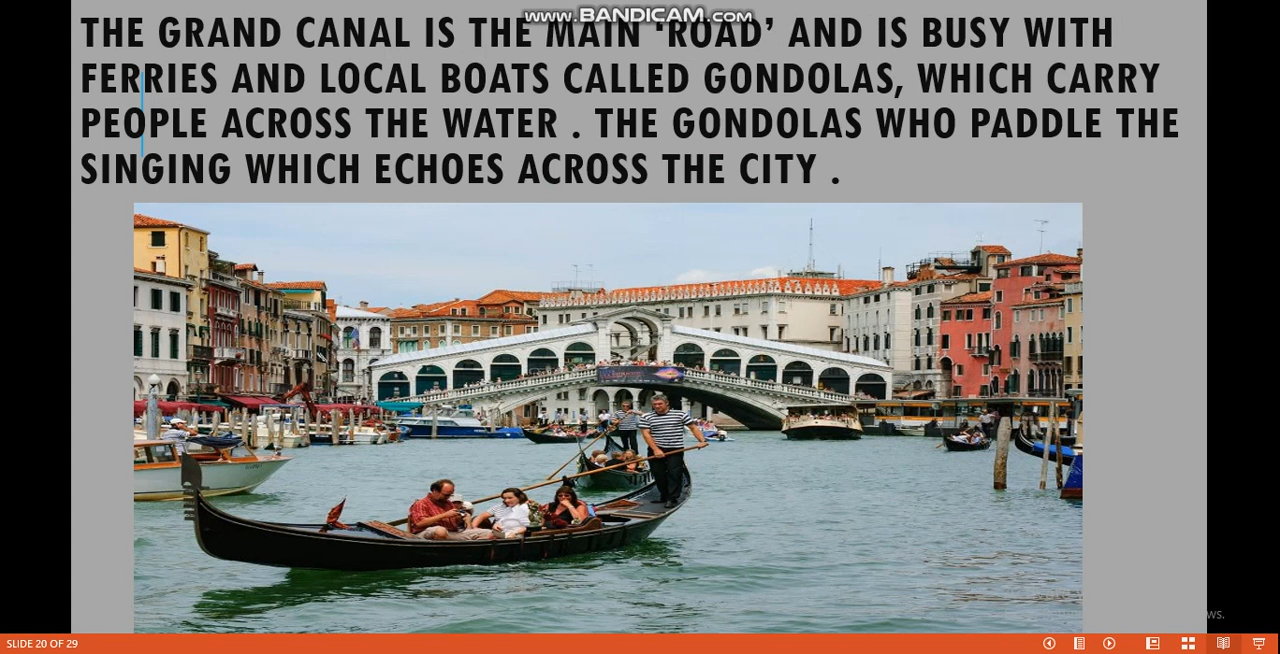 www.BANDICAM.com
THE GRAND CANAL IS THE MAIN ‘ROAD’ AND IS BUSY WITH
FERRIES AND LOCAL BOATS CALLED GONDOLAS, WHICH CARRY
PEOPLE ACROSS THE WATER . THE GONDOLAS WHO PADDLE THE
SINGING WHICH ECHOES ACROSS THE CITY .
ws.
SLIDE 20 OF 29